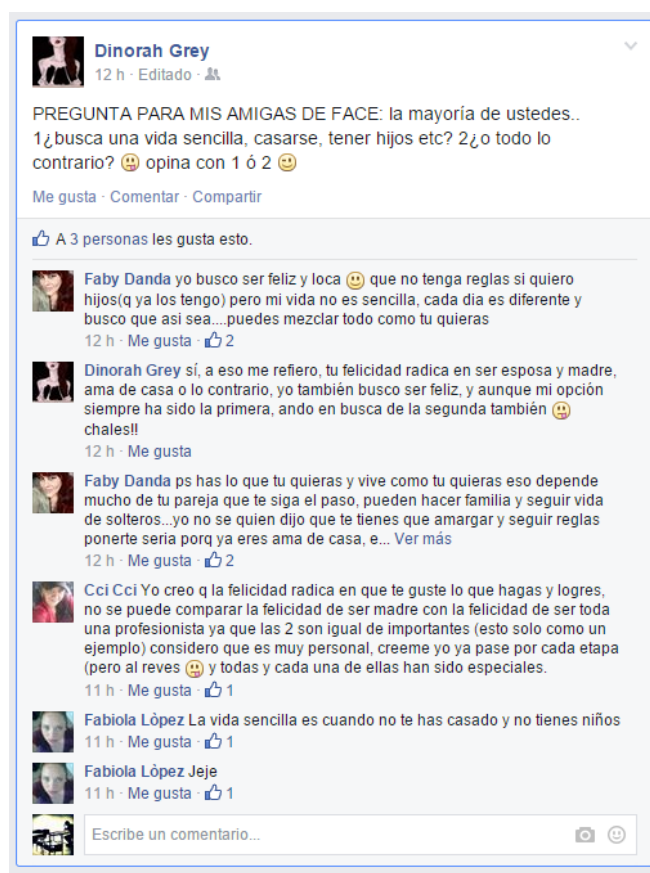 Dinorah Grey
12 h · Editado ·
PREGUNTA PARA MIS AMIGAS DE FACE: la mayoría de ustedes..
1¿busca una vida sencilla, casarse, tener hijos etc? 2¿o todo lo
contrario? opina con 1 ó 2
Me gusta · Comentar · Compartir
A 3 personas les gusta esto.
Faby Danda yo busco ser feliz y loca que no tenga reglas si quiero
hijos(q ya los tengo) pero mi vida no es sencilla, cada dia es diferente y
busco que asi sea....puedes mezclar todo como tu quieras
12 h · Me gusta · 2
Dinorah Grey sí, a eso me refiero, tu felicidad radica en ser esposa y madre,
ama de casa o lo contrario, yo también busco ser feliz, y aunque mi opción
siempre ha sido la primera, ando en busca de la segunda también
chales!!
12 h · Me gusta
Faby Danda ps has lo que tu quieras y vive como tu quieras eso depende
mucho de tu pareja que te siga el paso, pueden hacer familia y seguir vida
de solteros...yo no se quien dijo que te tienes que amargar y seguir reglas
ponerte seria porq ya eres ama de casa, e... Ver más
12 h · Me gusta · 2
Cci Cci Yo creo q la felicidad radica en que te guste lo que hagas y logres,
no se puede comparar la felicidad de ser madre con la felicidad de ser toda
una profesionista ya que las 2 son igual de importantes (esto solo como un
ejemplo) considero que es muy personal, creeme yo ya pase por cada etapa
(pero al reves y todas y cada una de ellas han sido especiales.
11 h · Me gusta · 1
Fabiola Lòpez La vida sencilla es cuando no te has casado y no tienes niños
11 h · Me gusta · 1
Fabiola Lòpez Jeje
11 h · Me gusta · 1
Escribe un comentario...